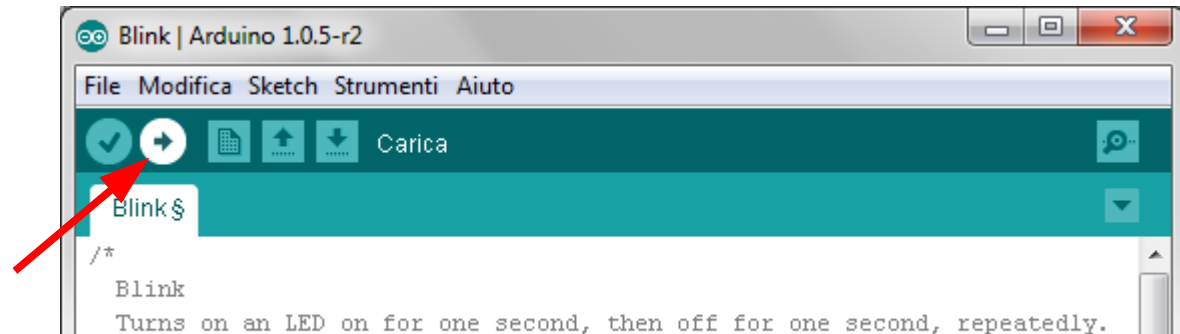 Blink | Arduino 1.0.5-r2
File Modifica Sketch Strumenti Aiuto
Carica
Blink §
/*
Blink
Turns on an LED on for one second, then off for one second, repeatedly.